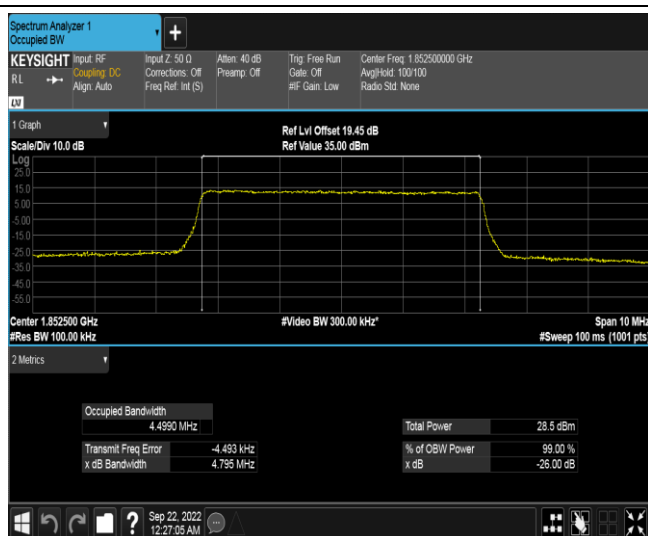 Spectrum Analyzer 1
Occupied BW
+
KEYSIGHT Input: RF Input Z: 50 Ω Atten: 40 dB Trig: Free Run Center Freq: 1.852500000 GHz
RL Coupling: DC Corrections: Off Preamp: Off Gate: Off Avg|Hold: 100/100
Align: Auto Freq Ref: Int (S) #IF Gain: Low Radio Std: None
LXI
1 Graph
Ref Lvl Offset 19.45 dB
Scale/Div 10.0 dB Ref Value 35.00 dBm
Log
25.0
15.0
5.00
-5.00
-15.0
-25.0
-35.0
-45.0
-55.0
Center 1.852500 GHz #Video BW 300.00 kHz* Span 10 MHz
#Res BW 100.00 kHz #Sweep 100 ms (1001 pts)
2 Metrics
Occupied Bandwidth
4.4990 MHz Total Power 28.5 dBm
Transmit Freq Error -4.493 kHz % of OBW Power 99.00 %
x dB Bandwidth 4.795 MHz x dB -26.00 dB
? Sep 22, 2022
12:27:05 AM